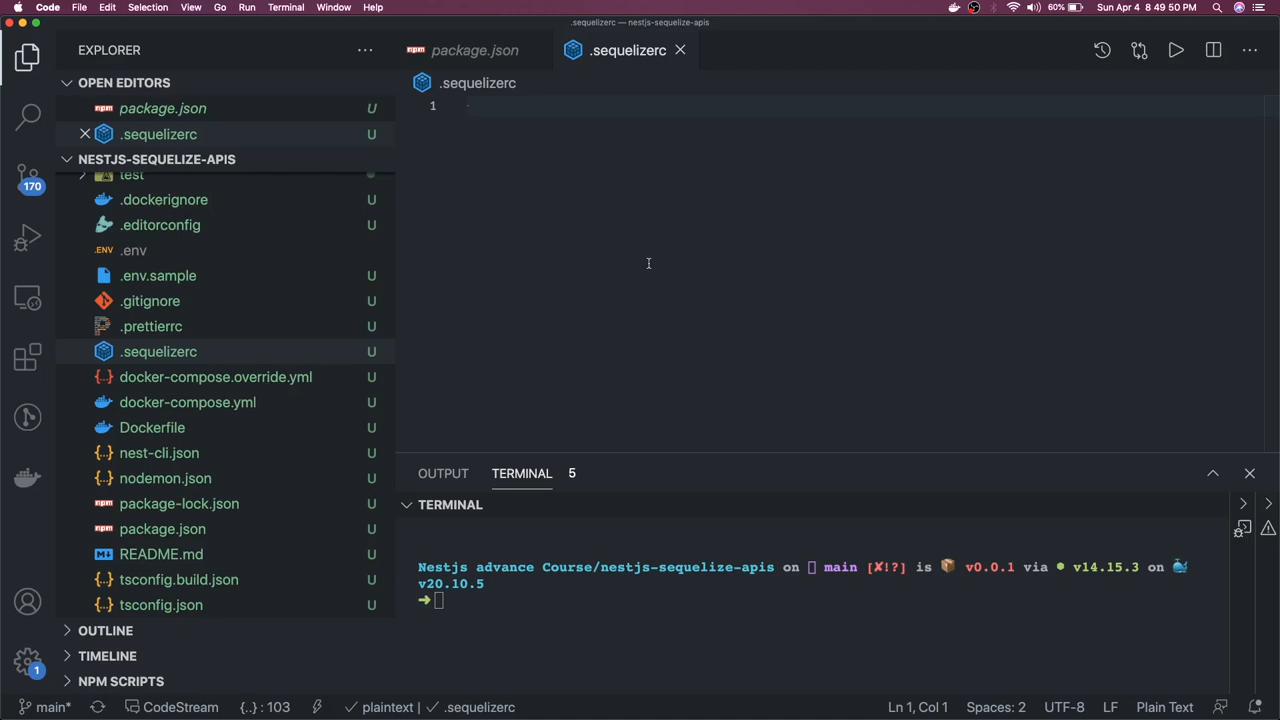 Code File Edit Selection View Go Run Terminal Window Help 60% Sun Apr 4 8:49:50 PM
.sequelizerc — nestjs-sequelize-apis
EXPLORER
OPEN EDITORS
package.json U
.sequelizerc U
NESTJS-SEQUELIZE-APIS
test
.dockerignore U
.editorconfig U
.ENV .env
.env.sample U
.gitignore U
.prettierrc U
.sequelizerc U
docker-compose.override.yml U
docker-compose.yml U
Dockerfile U
nest-cli.json U
nodemon.json U
package-lock.json U
package.json U
README.md U
tsconfig.build.json U
tsconfig.json U
OUTLINE
TIMELINE
NPM SCRIPTS
170
1
package.json .sequelizerc
.sequelizerc
1
OUTPUT TERMINAL 5
TERMINAL
Nestjs advance Course/nestjs-sequelize-apis on main [✘!?] is 📦 v0.0.1 via v14.15.3 on 🐳
v20.10.5
➜
main* CodeStream {..} : 103 plaintext | .sequelizerc Ln 1, Col 1 Spaces: 2 UTF-8 LF Plain Text